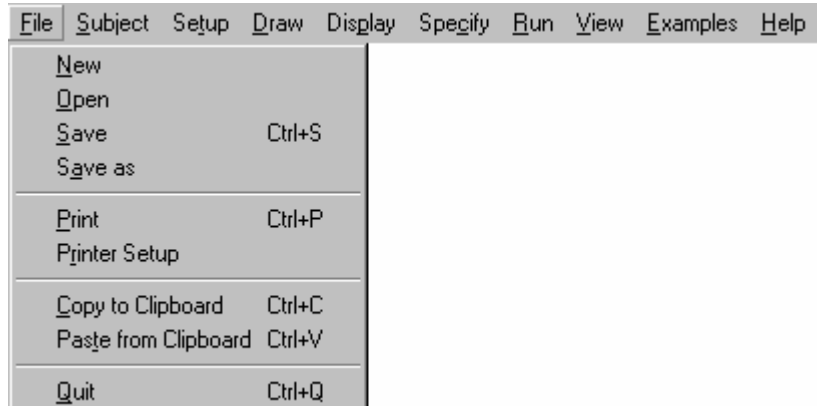 File Subject Setup Draw Display Specify Run View Examples Help
New
Open
Save Ctrl+S
Save as
Print Ctrl+P
Printer Setup
Copy to Clipboard Ctrl+C
Paste from Clipboard Ctrl+V
Quit Ctrl+Q